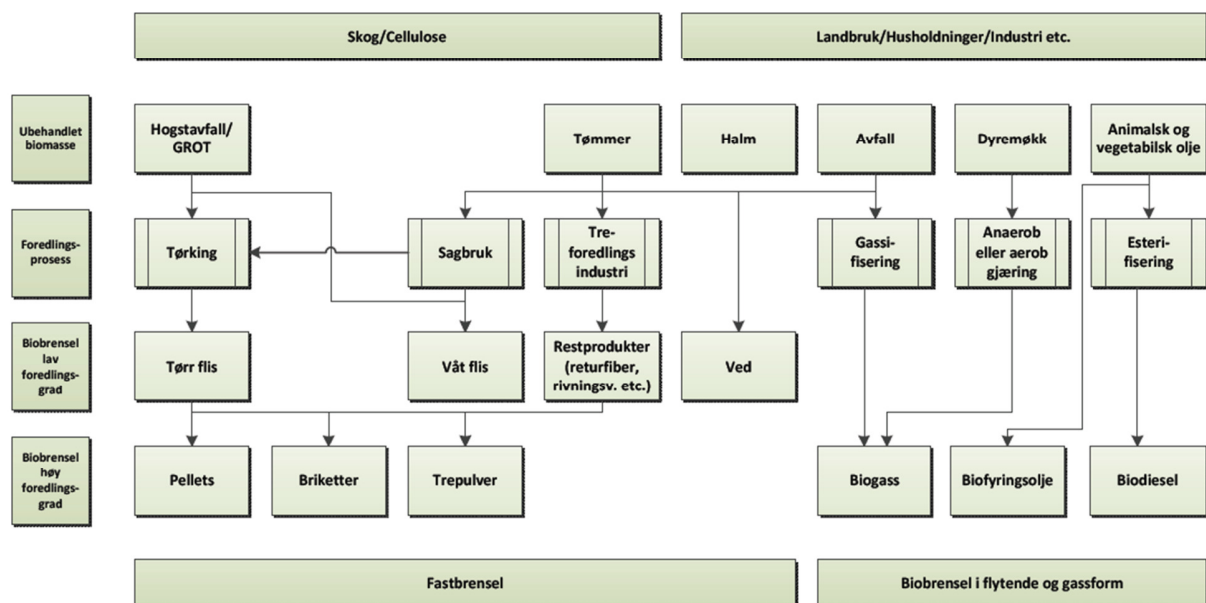 Skog/Cellulose
Landbruk/Husholdninger/Industri etc.
Ubehandlet
biomasse
Hogstavfall/
GROT
Tømmer
Halm
Avfall
Dyremøkk
Animalsk og
vegetabilsk olje
Foredlings-
prosess
Tørking
Sagbruk
Tre-
foredlings
industri
Gassi-
fisering
Anaerob
eller aerob
gjæring
Esteri-
fisering
Biobrensel
lav
foredlings-
grad
Tørr flis
Våt flis
Restprodukter
(returfiber,
rivningsv. etc.)
Ved
Biobrensel
høy
foredlings-
grad
Pellets
Briketter
Trepulver
Biogass
Biofyringsolje
Biodiesel
Fastbrensel
Biobrensel i flytende og gassform